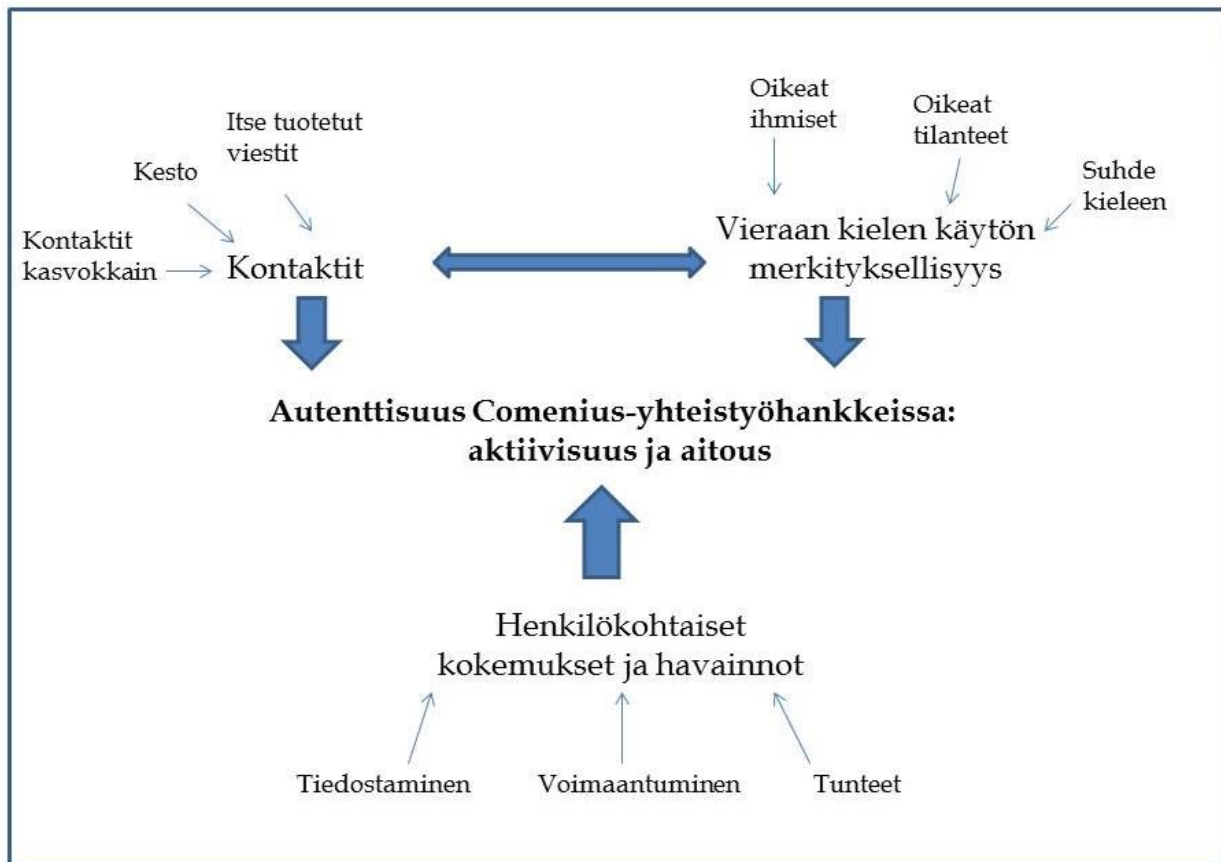 Itse tuotetut
viestit
Kesto
Kontaktit
kasvokkain
Kontaktit
Oikeat
ihmiset
Oikeat
tilanteet
Suhde
kieleen
Vieraan kielen käytön
merkityksellisyys
Autenttisuus Comenius-yhteistyöhankkeissa:
aktiivisuus ja aitous
Henkilökohtaiset
kokemukset ja havainnot
Tiedostaminen
Voimaantuminen
Tunteet